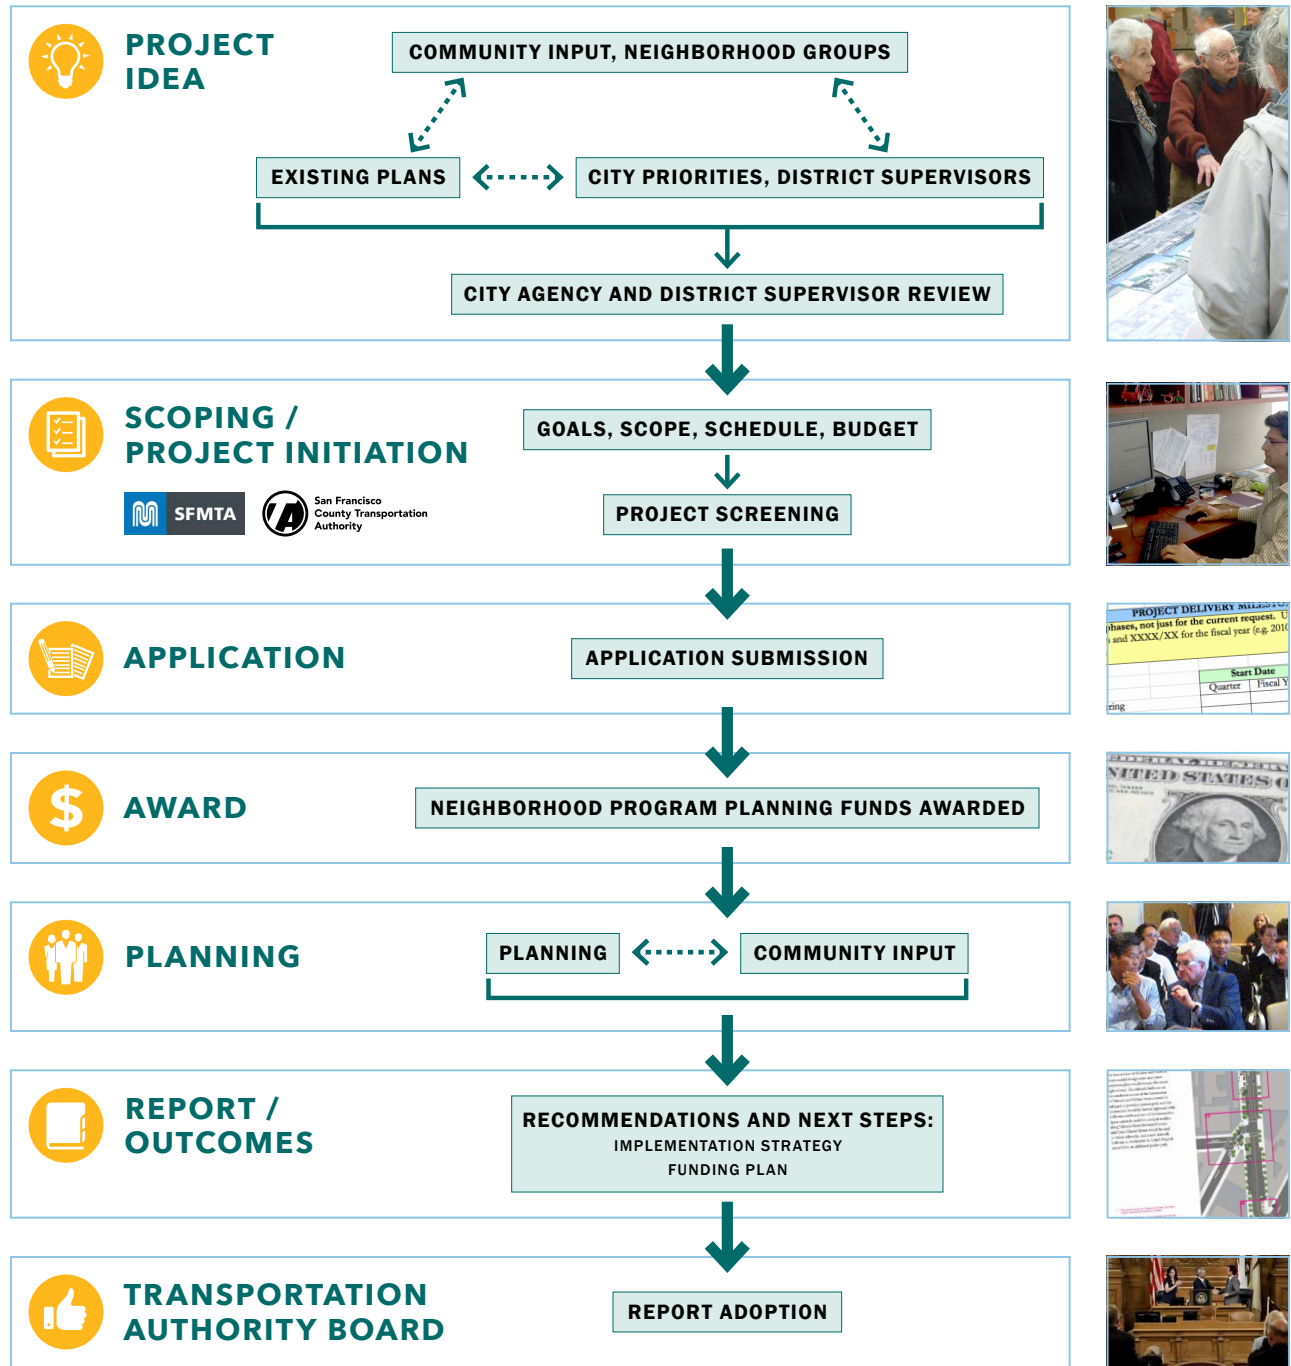 PROJECT
IDEA
COMMUNITY INPUT, NEIGHBORHOOD GROUPS
EXISTING PLANS
CITY PRIORITIES, DISTRICT SUPERVISORS
CITY AGENCY AND DISTRICT SUPERVISOR REVIEW
SCOPING /
PROJECT INITIATION
SFMTA
San Francisco
County Transportation
Authority
GOALS, SCOPE, SCHEDULE, BUDGET
PROJECT SCREENING
APPLICATION
APPLICATION SUBMISSION
PROJECT DELIVERY
phases, not just for the current request.
and XXXX/XX for the fiscal year (e.g. 2010
Start Date
Quarter Fiscal Y
ring
AWARD
$
NEIGHBORHOOD PROGRAM PLANNING FUNDS AWARDED
NITED STATES O
PLANNING
PLANNING
COMMUNITY INPUT
REPORT /
OUTCOMES
RECOMMENDATIONS AND NEXT STEPS:
IMPLEMENTATION STRATEGY
FUNDING PLAN
TRANSPORTATION
AUTHORITY BOARD
REPORT ADOPTION